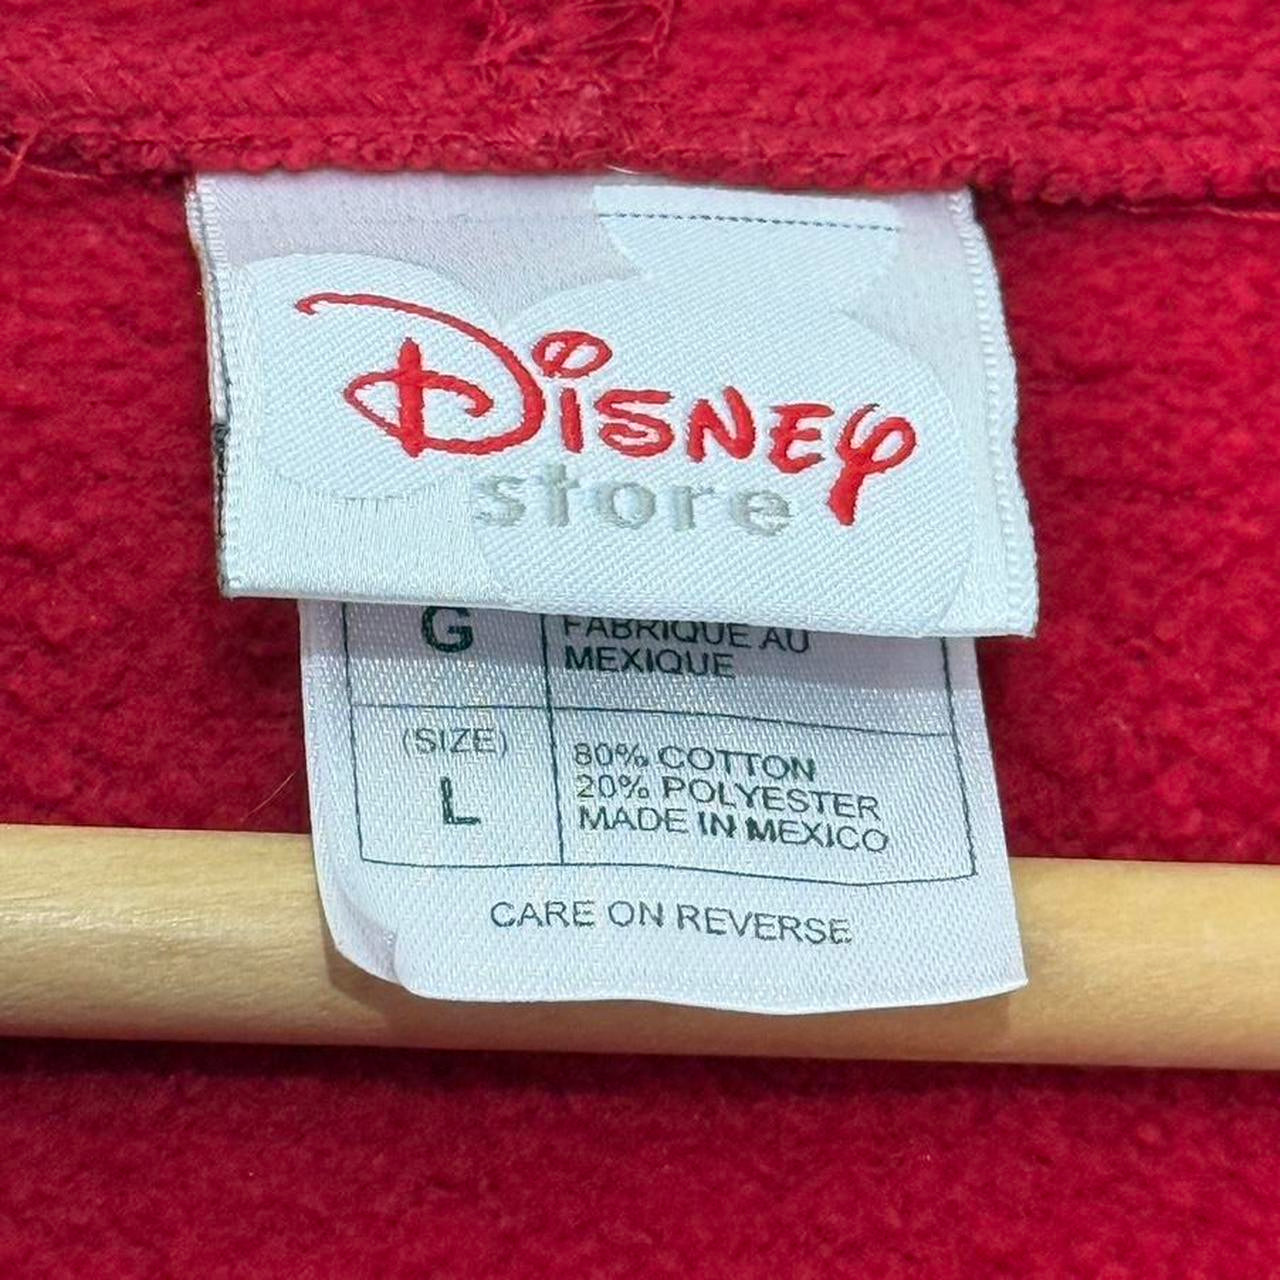 Disney
store
G
FABRIQUE AU
MEXIQUE
(SIZE)
L
80% COTTON
20% POLYESTER
MADE IN MEXICO
CARE ON REVERSE